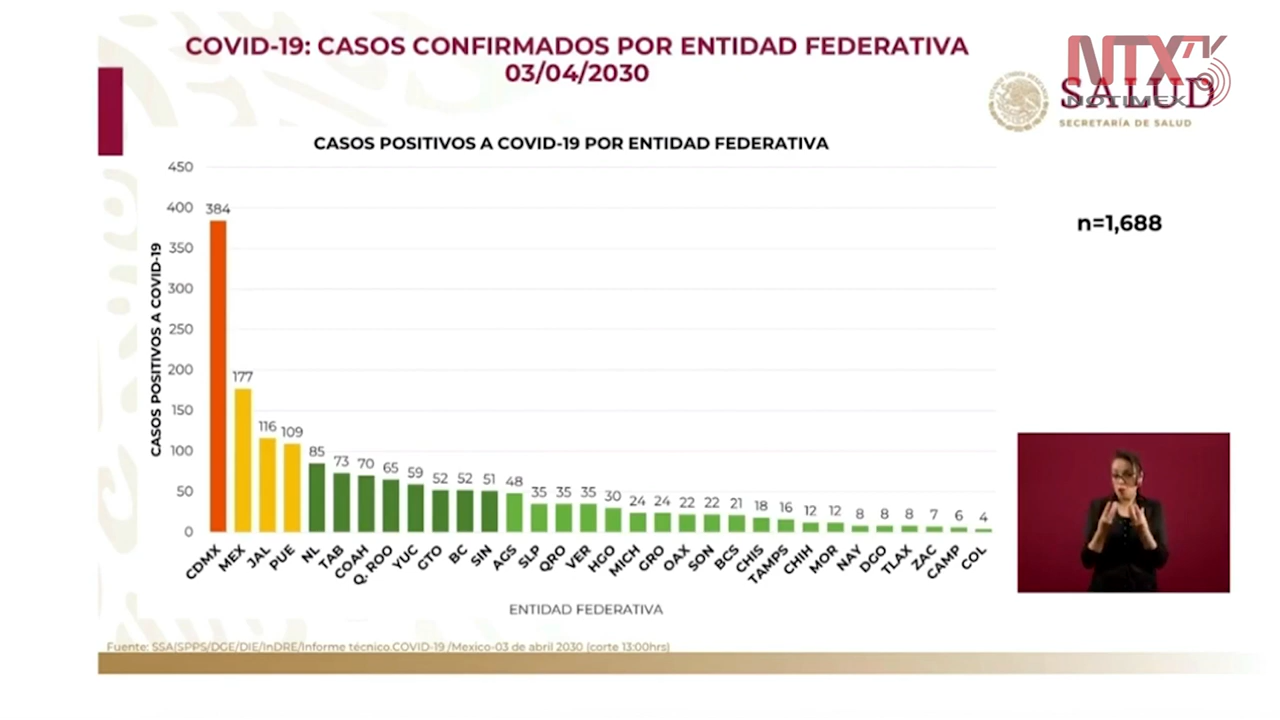 COVID-19: CASOS CONFIRMADOS POR ENTIDAD FEDERATIVA
03/04/2030
NTX
NOTIMEX
SALUD
SECRETARÍA DE SALUD
CASOS POSITIVOS A COVID-19 POR ENTIDAD FEDERATIVA
n=1,688
CASOS POSITIVOS A COVID-19
450
400
350
300
250
200
150
100
50
0
384
177
116
109
85
73
70
65
59
52
52
51
48
35
35
35
30
24
24
22
22
21
18
16
12
12
8
8
8
7
6
4
CDMX
MEX
JAL
PUE
NL
TAB
COAH
Q. ROO
YUC
GTO
BC
SIN
AGS
SLP
QRO
VER
HGO
MICH
GRO
OAX
SON
BCS
CHIS
TAMPS
CHIH
MOR
NAY
DGO
TLAX
ZAC
CAMP
COL
ENTIDAD FEDERATIVA
Fuente: SSA(SPPS/DGE/DIE/InDRE/Informe técnico.COVID-19 /Mexico-03 de abril 2030 (corte 13:00hrs)